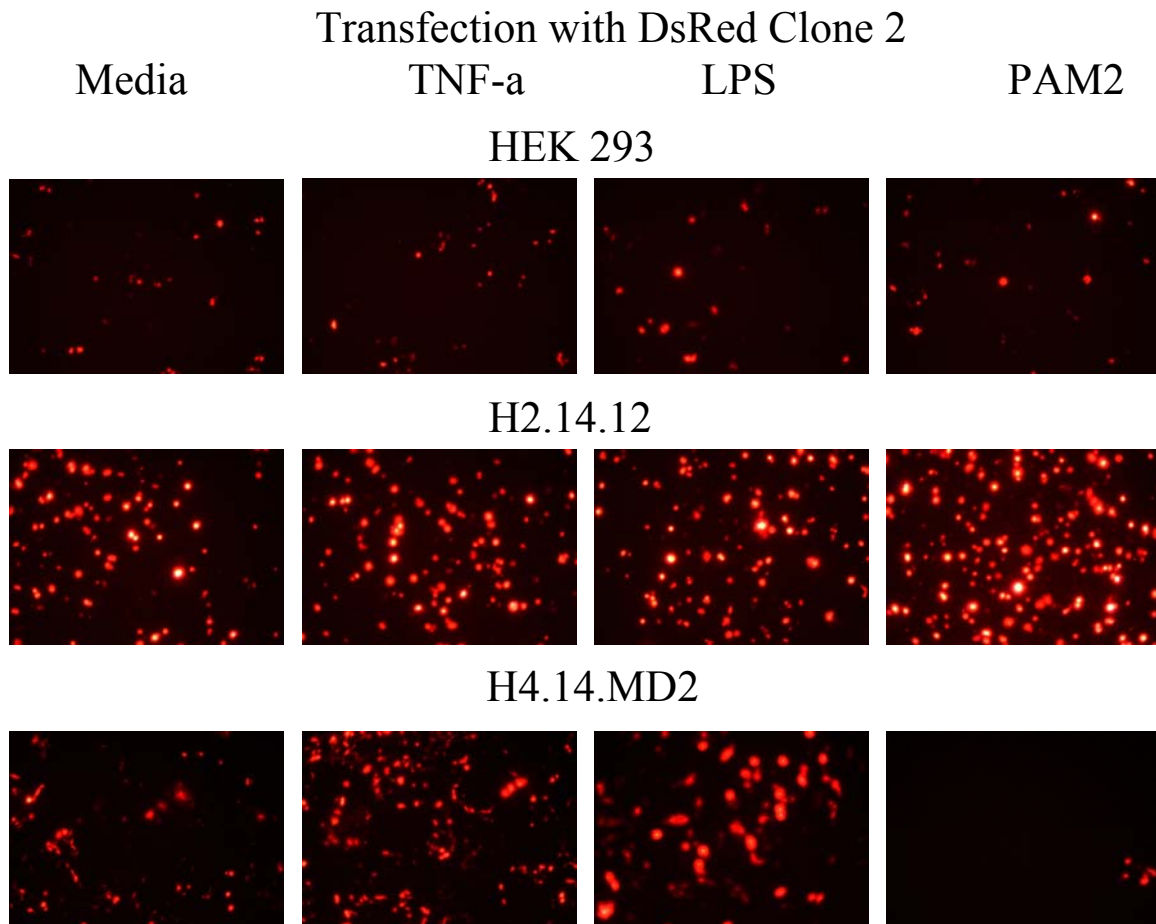 Transfection with DsRed Clone 2
Media TNF-a LPS PAM2
HEK 293
H2.14.12
H4.14.MD2